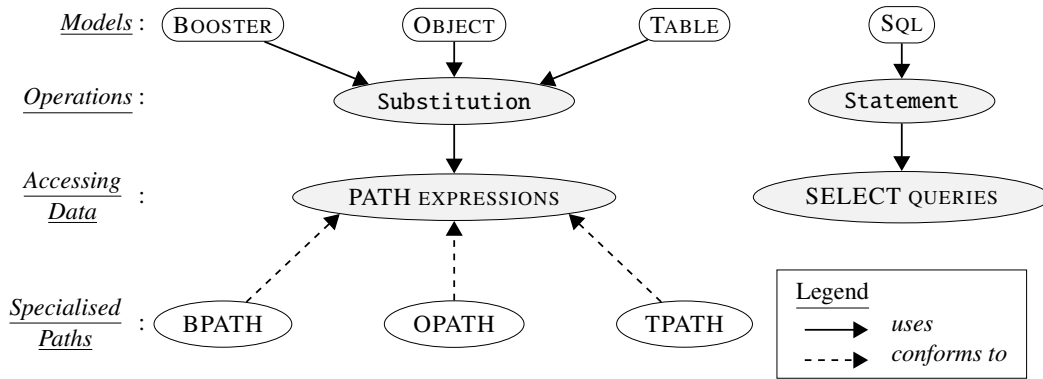 Models : BOOSTER OBJECT TABLE SQL
Operations : Substitution Statement
Accessing
Data : PATH EXPRESSIONS SELECT QUERIES
Specialised
Paths : BPATH OPATH TPATH
Legend
uses
conforms to